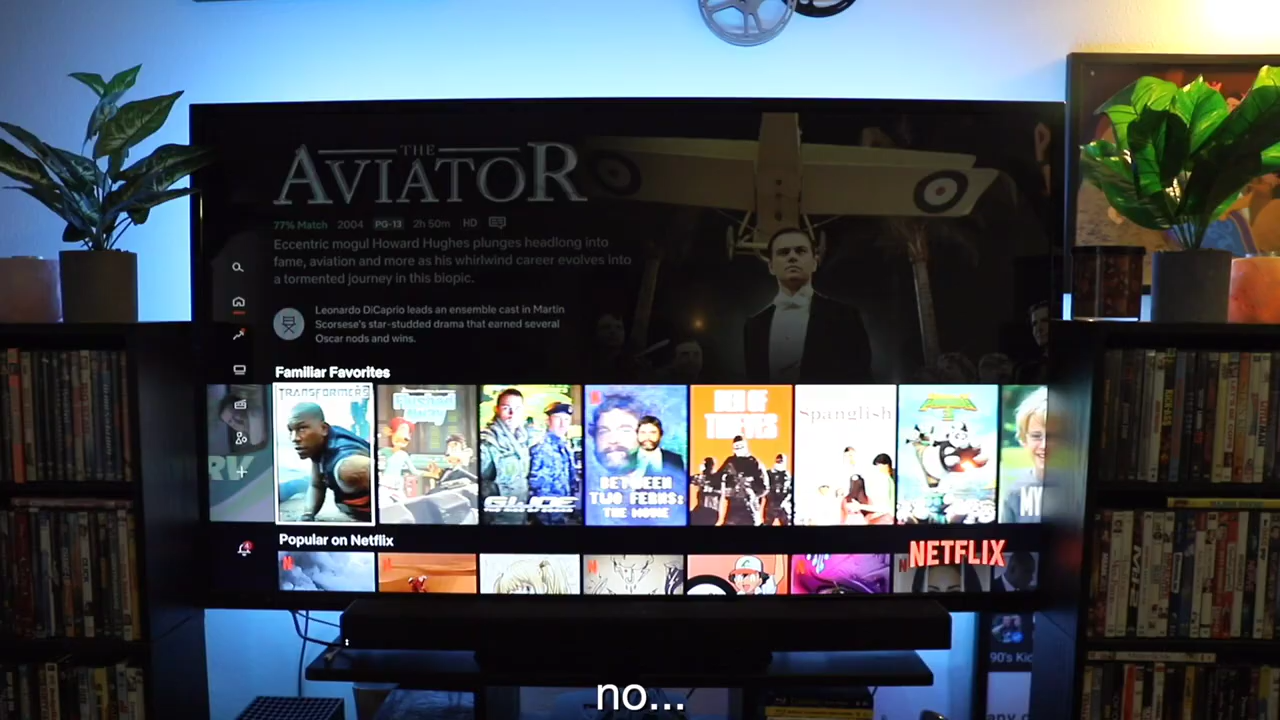 THE
AVIATOR
77% Match 2004 PG-13 2h 50m HD
Eccentric mogul Howard Hughes plunges headlong into
fame, aviation and more as his whirlwind career evolves into
a tormented journey in this biopic.
Leonardo DiCaprio leads an ensemble cast in Martin
Scorsese's star-studded drama that earned several
Oscar nods and wins.
Familiar Favorites
TRANSFORMERS
G.I. JOE
BETWEEN
TWO FERNS:
THE MOVIE
DEN OF
THIEVES
Spanglish
MY
Popular on Netflix
NETFLIX
90's Kid
no...